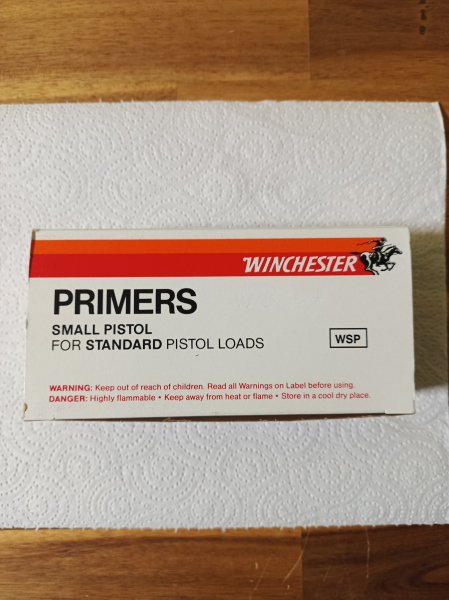 WINCHESTER
PRIMERS
SMALL PISTOL
FOR STANDARD PISTOL LOADS
WSP
WARNING: Keep out of reach of children. Read all Warnings on Label before using.
DANGER: Highly flammable • Keep away from heat or flame • Store in a cool dry place.